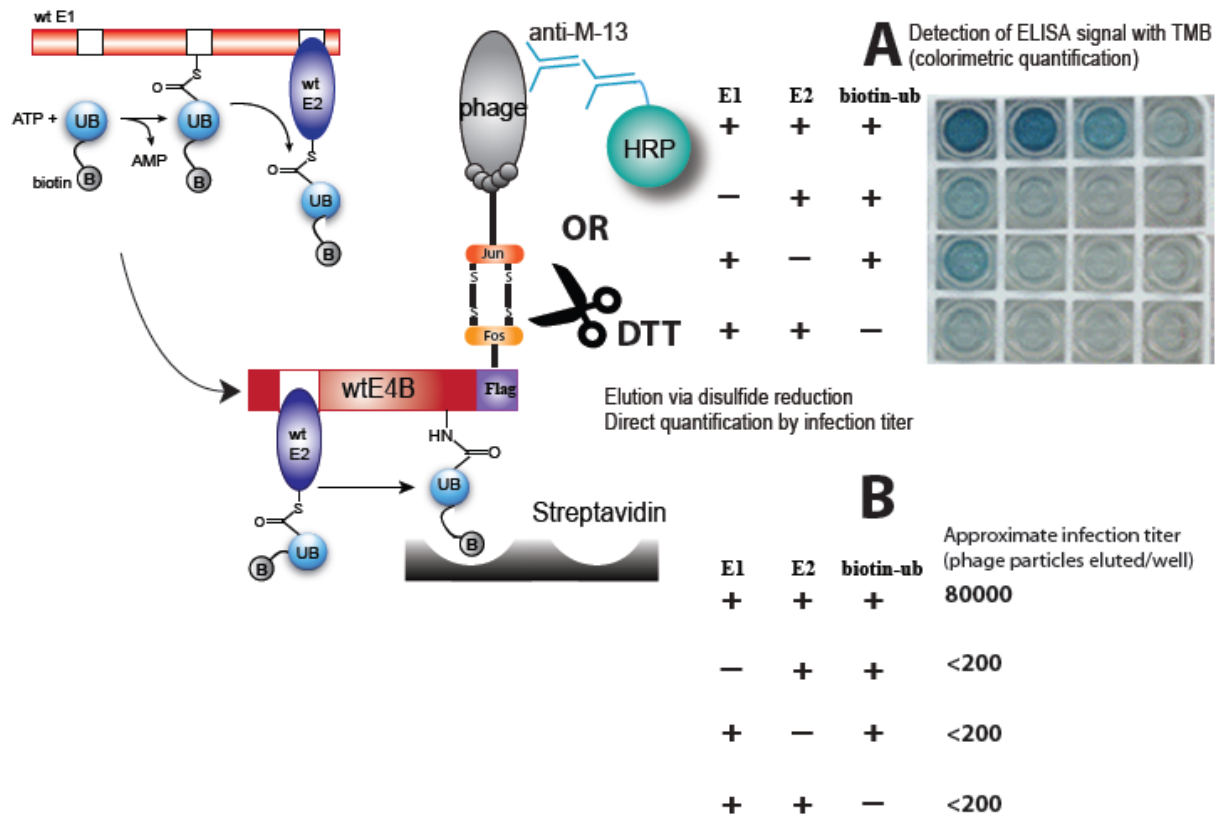 wt E1
wt
E2
S
O
ATP +
UB
UB
AMP
biotin
B
B
S
O
UB
B
phage
anti-M-13
HRP
Jun
S
S
S
S
Fos
OR
DTT
A
Detection of ELISA signal with TMB
(colorimetric quantification)
E1 E2 biotin-ub
+ + +
− + +
+ − +
+ + −
Elution via disulfide reduction
Direct quantification by infection titer
wtE4B
Flag
wt
E2
S
O
UB
B
HN
O
UB
B
Streptavidin
B
Approximate infection titer
(phage particles eluted/well)
E1 E2 biotin-ub
+ + + 80000
− + + <200
+ − + <200
+ + − <200